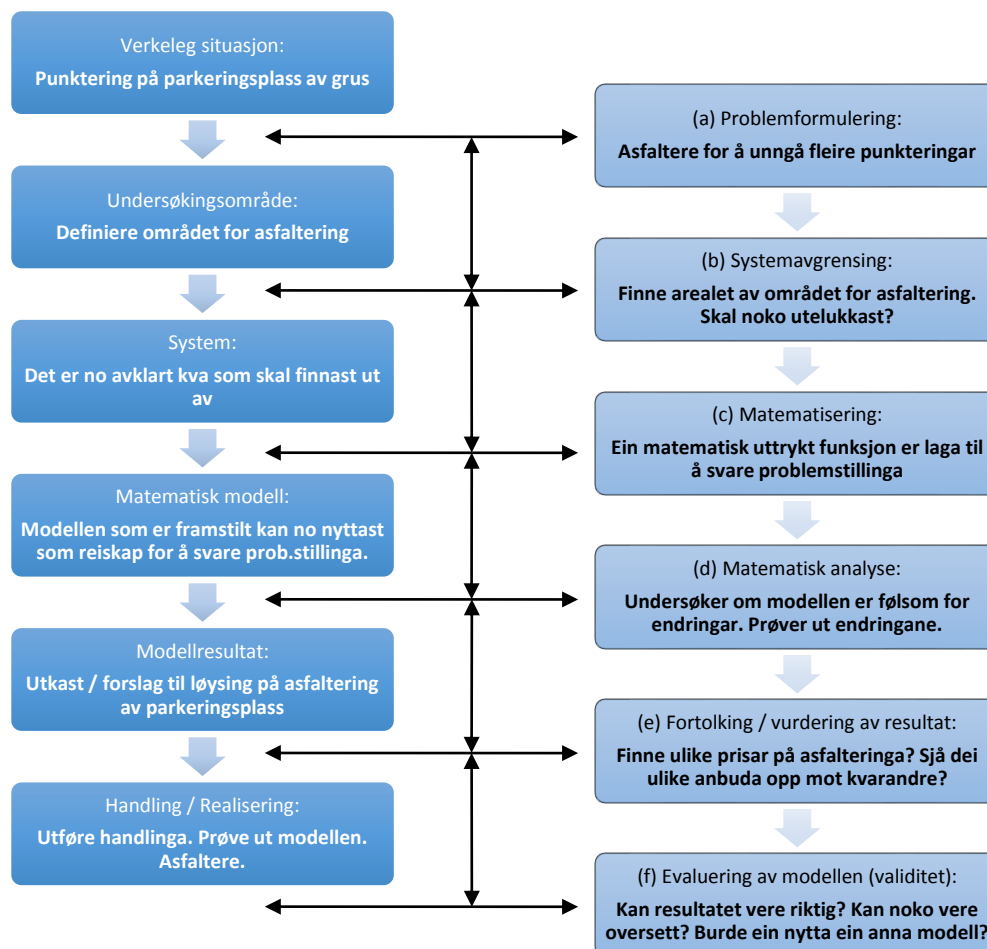 Verkeleg situasjon:
Punktering på parkeringsplass av grus
Undersøkingsområde:
Definiere området for asfaltering
System:
Det er no avklart kva som skal finnast ut
av
Matematisk modell:
Modellen som er framstilt kan no nyttast
som reiskap for å svare prob.stillinga.
Modellresultat:
Utkast / forslag til løysing på asfaltering
av parkeringsplass
Handling / Realisering:
Utføre handlinga. Prøve ut modellen.
Asfaltere.
(a) Problemformulering:
Asfaltere for å unngå fleire punkteringar
(b) Systemavgrensing:
Finne arealet av området for asfaltering.
Skal noko utelukkast?
(c) Matematisering:
Ein matematisk uttrykt funksjon er laga til
å svare problemstillinga
(d) Matematisk analyse:
Undersøker om modellen er følsom for
endringar. Prøver ut endringane.
(e) Fortolking / vurdering av resultat:
Finne ulike prisar på asfalteringa? Sjå dei
ulike anbuda opp mot kvarandre?
(f) Evaluering av modellen (validitet):
Kan resultatet vere riktig? Kan noko vere
oversett? Burde ein nytta ein anna modell?